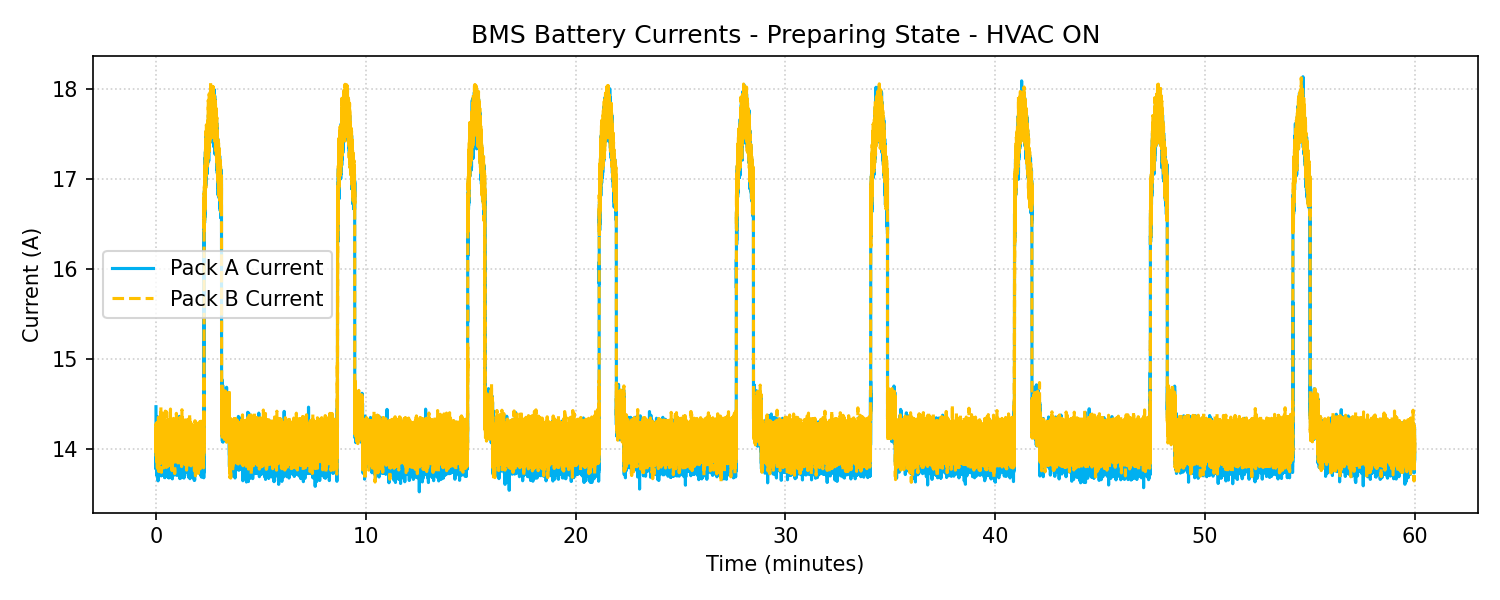 BMS Battery Currents - Preparing State - HVAC ON
Current (A)
18
17
16
15
14
Pack A Current
Pack B Current
0 10 20 30 40 50 60
Time (minutes)